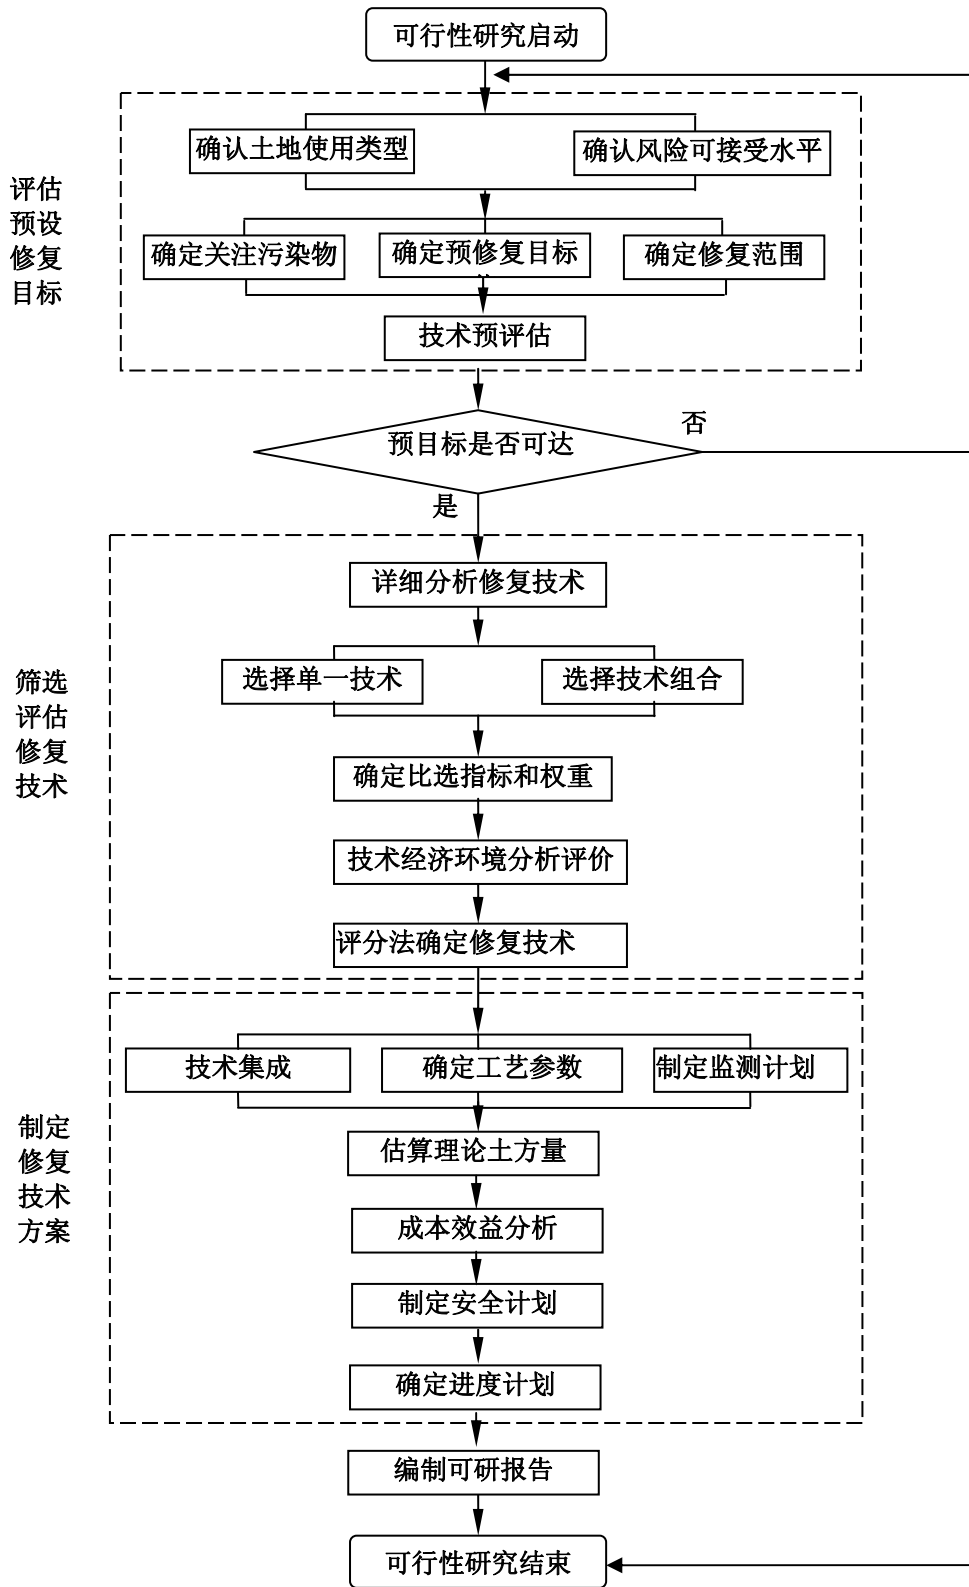 可行性研究启动
确认土地使用类型
确认风险可接受水平
评估
预设
修复
目标
确定关注污染物
确定预修复目标
确定修复范围
技术预评估
预目标是否可达
否
是
详细分析修复技术
筛选
评估
修复
技术
选择单一技术
选择技术组合
确定比选指标和权重
技术经济环境分析评价
评分法确定修复技术
技术集成
确定工艺参数
制定监测计划
制定
修复
技术
方案
估算理论土方量
成本效益分析
制定安全计划
确定进度计划
编制可研报告
可行性研究结束